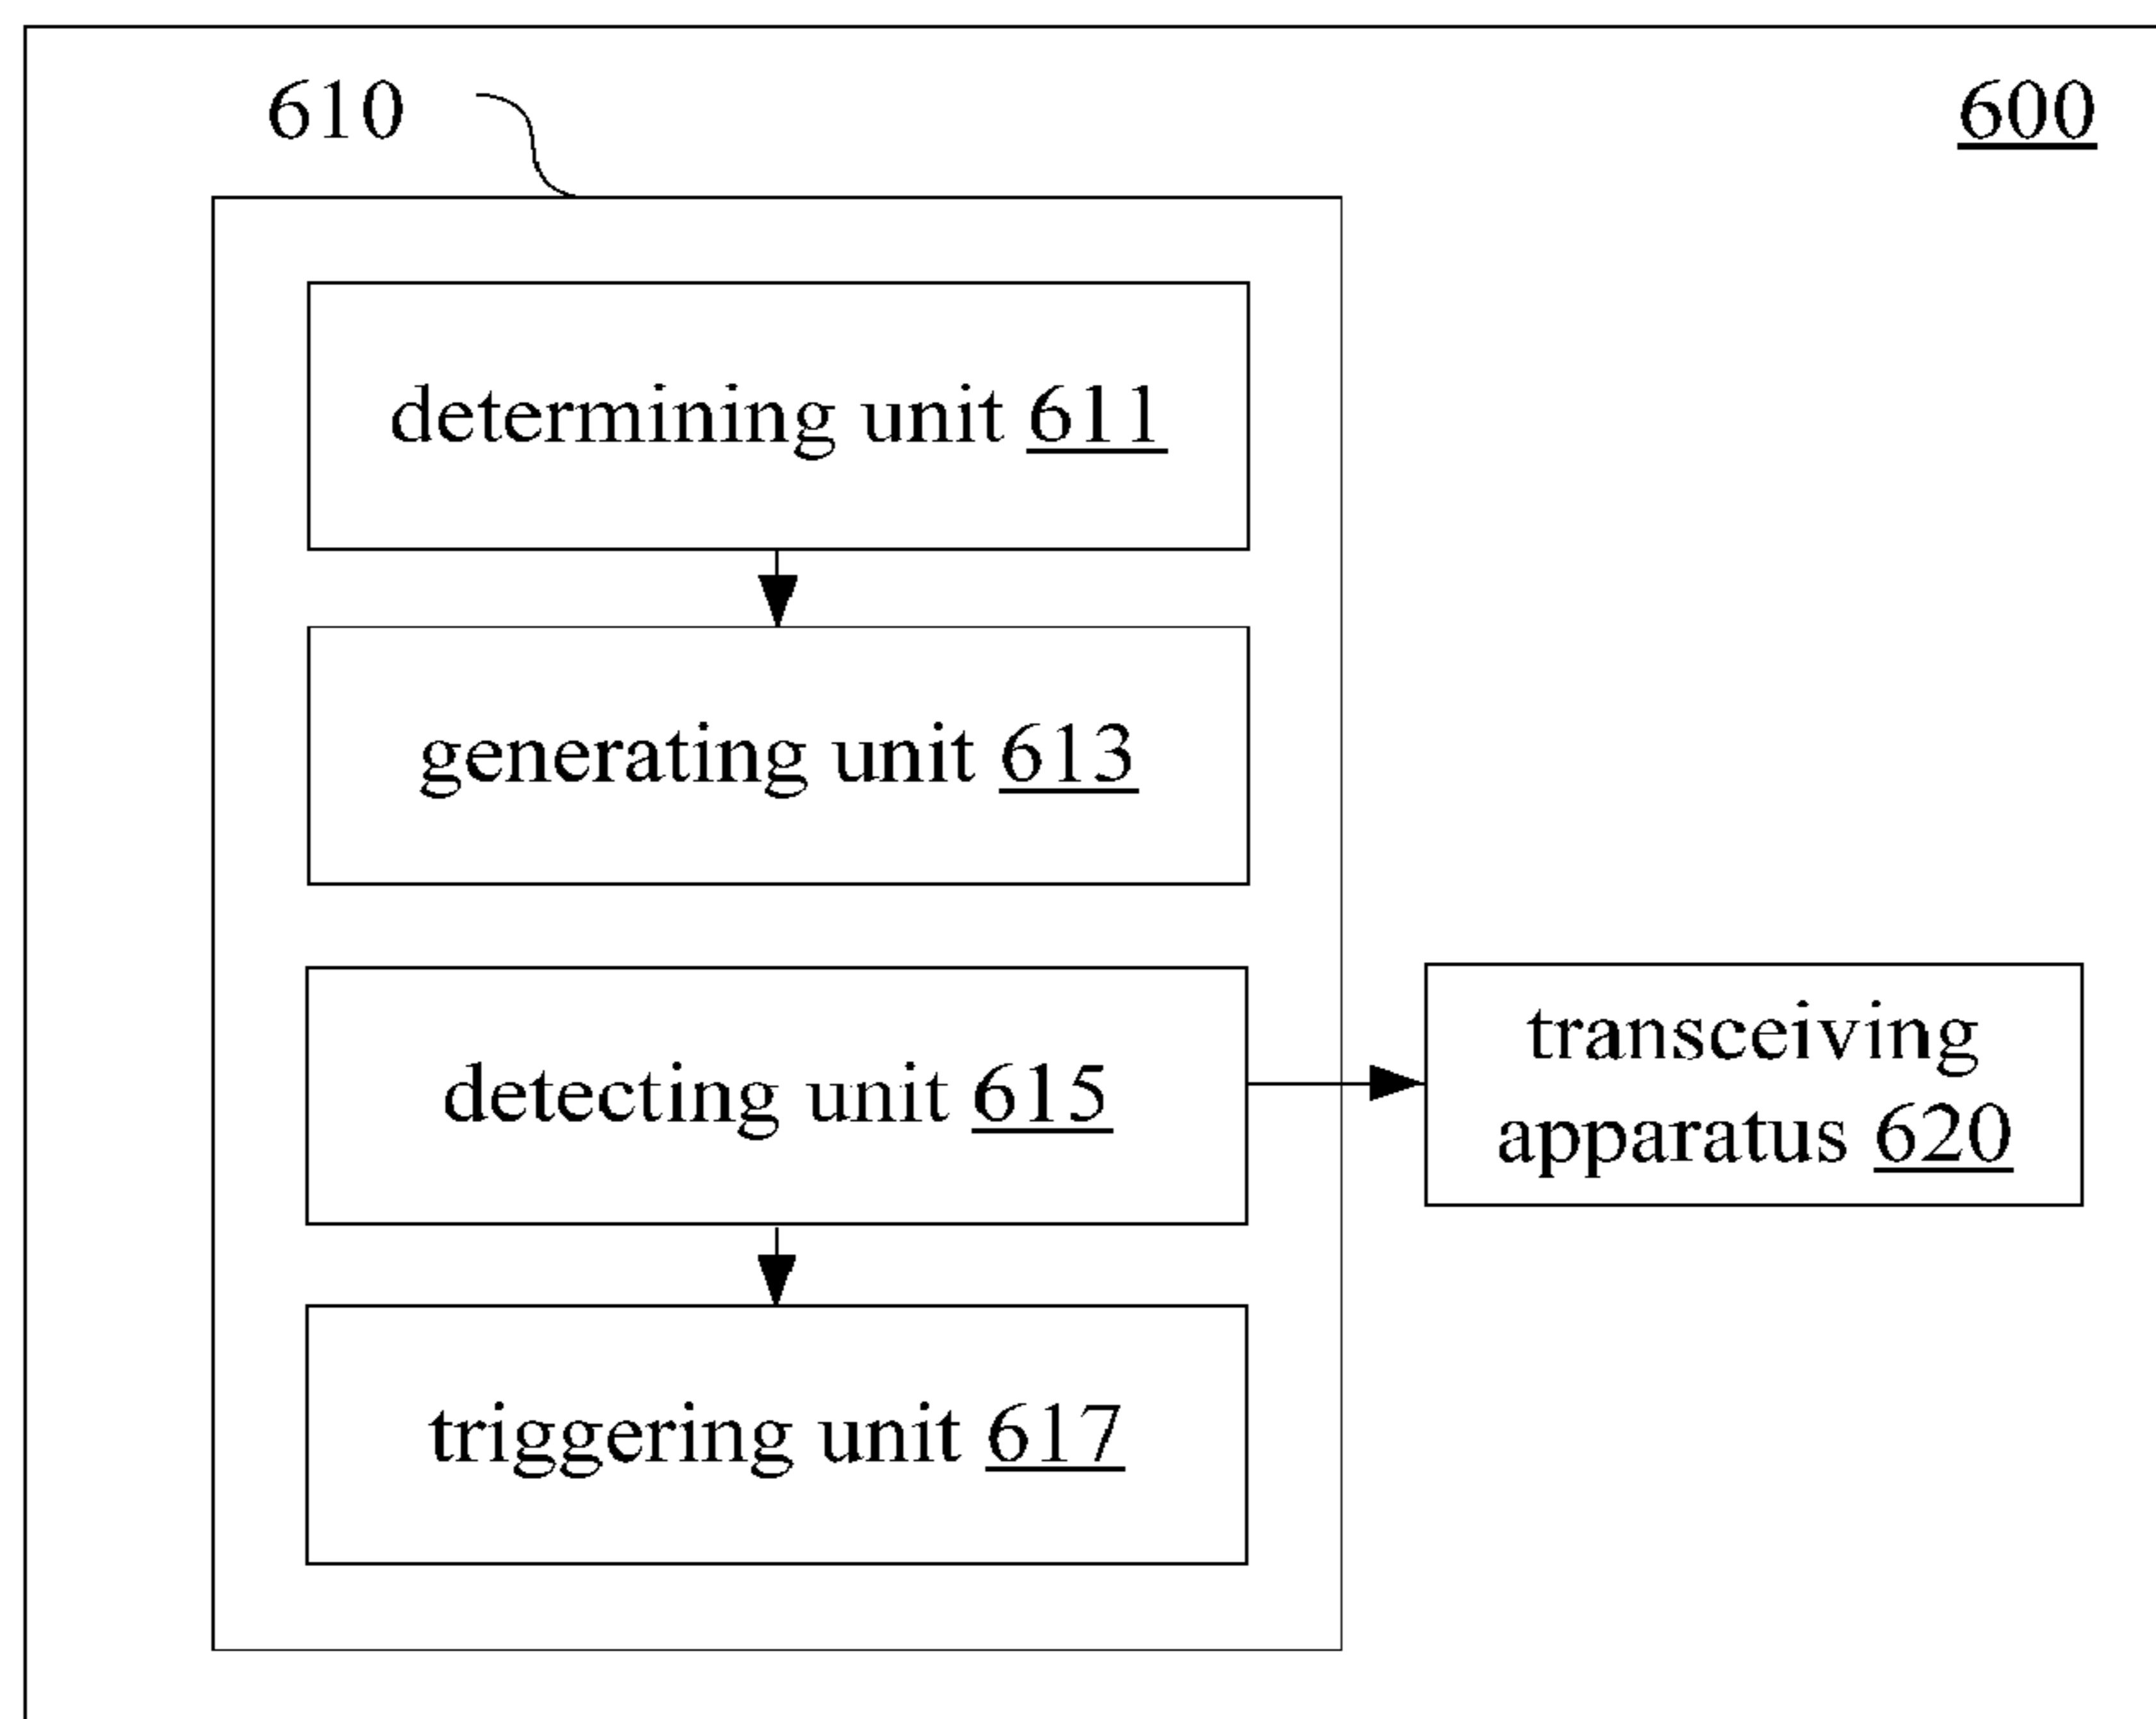 610
600
determining unit 611
generating unit 613
detecting unit 615
transceiving
apparatus 620
triggering unit 617